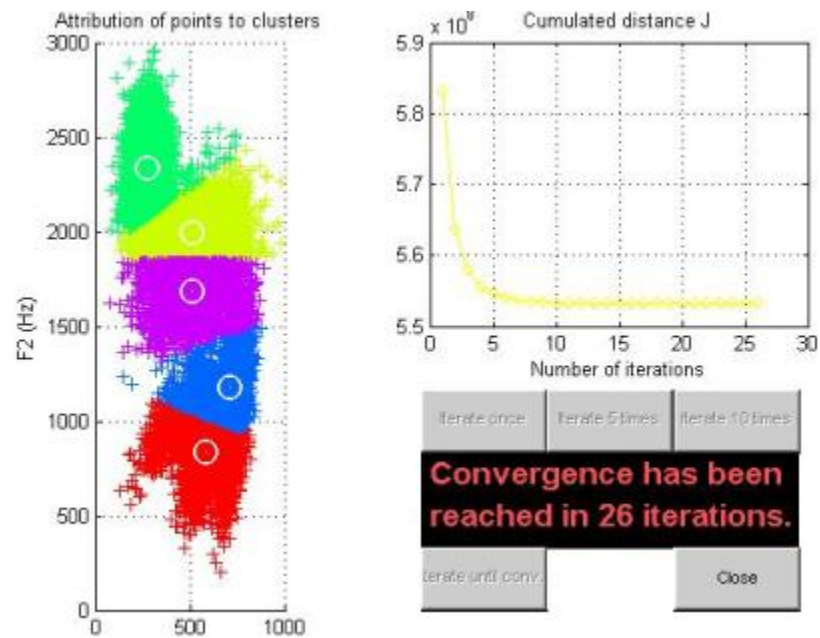 Attribution of points to clusters
3000
2500
2000
1500
1000
500
0
F2 (Hz)
0 500 1000
Cumulated distance J
x 10^8
5.9
5.8
5.7
5.6
5.5
0 5 10 15 20 25 30
Number of iterations
Iterate once Iterate 5 times Iterate 10 times
Convergence has been
reached in 26 iterations.
terate until conv. Close